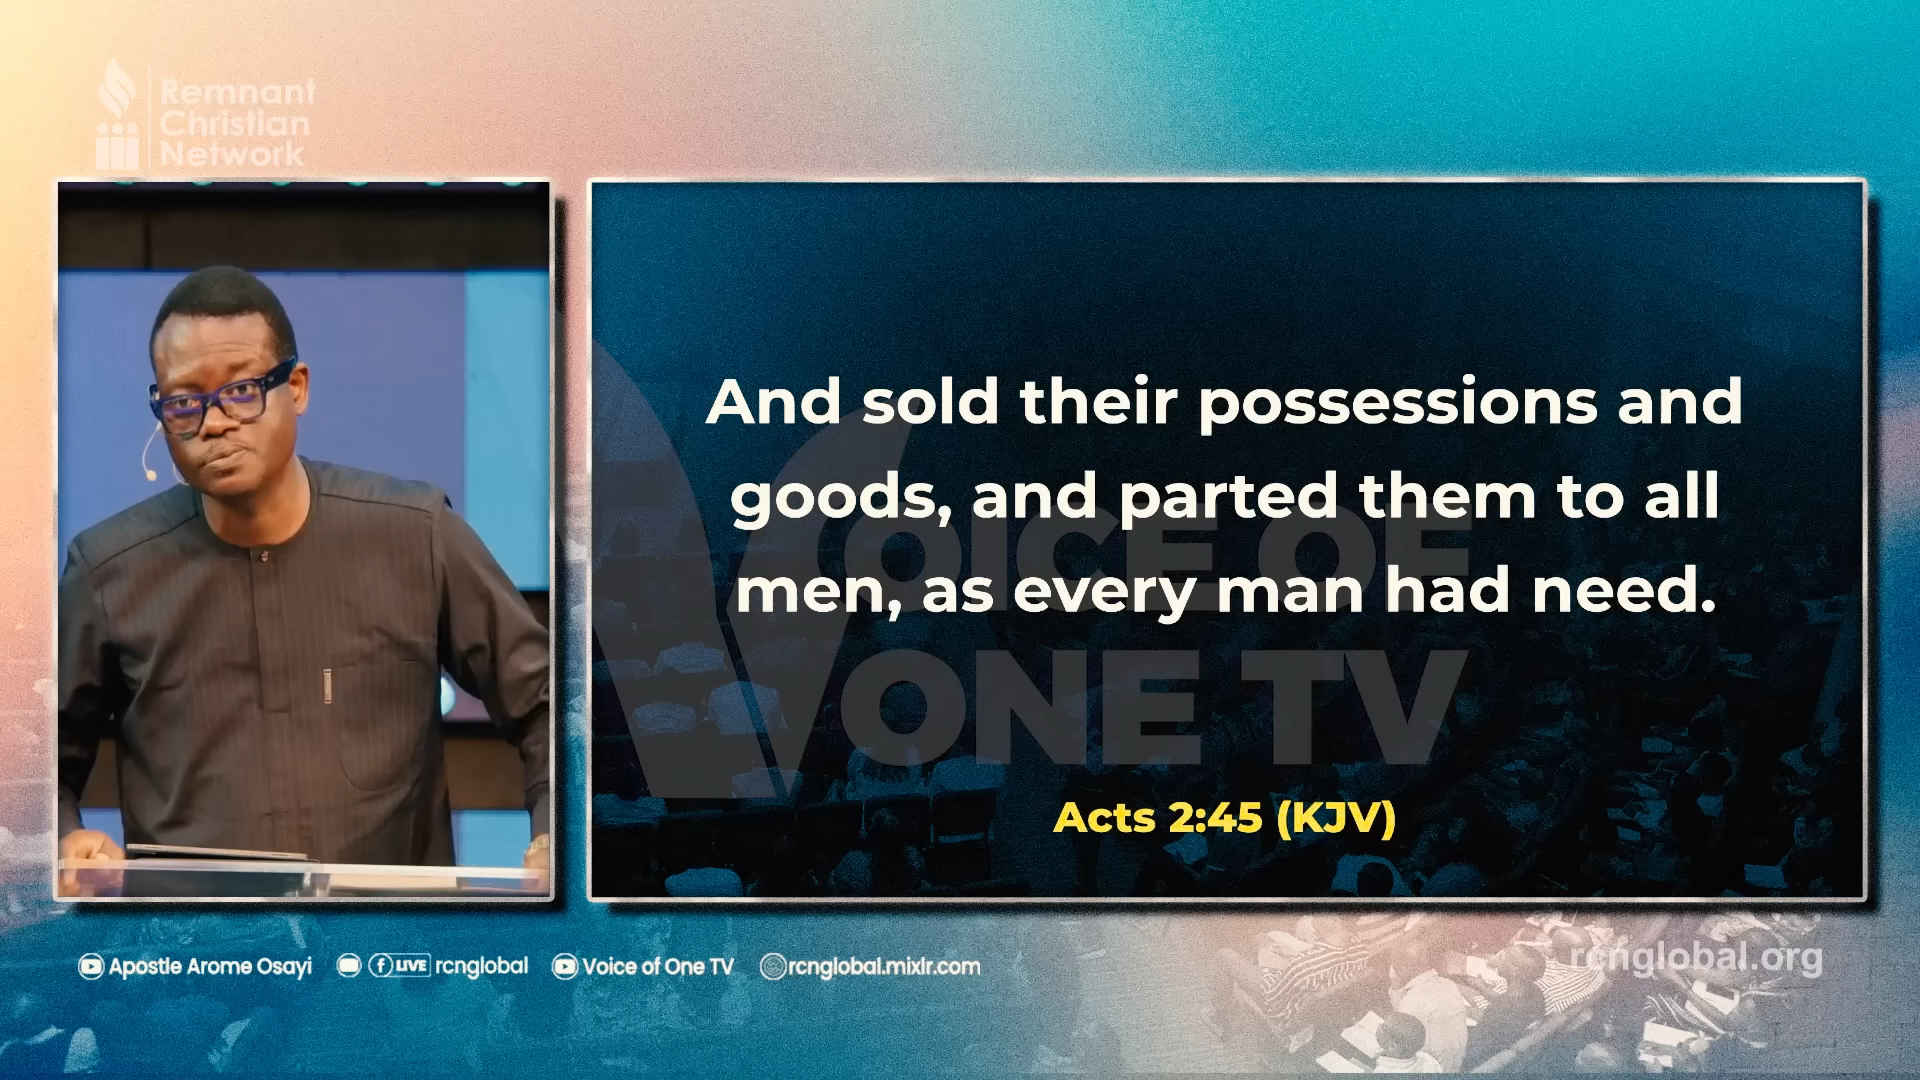 Remnant
Christian
Network
And sold their possessions and
goods, and parted them to all
men, as every man had need.
VOICE OF
ONE TV
Acts 2:45 (KJV)
Apostle Arome Osayi
LIVE rcnglobal
Voice of One TV
rcnglobal.mixlr.com
rcnglobal.org